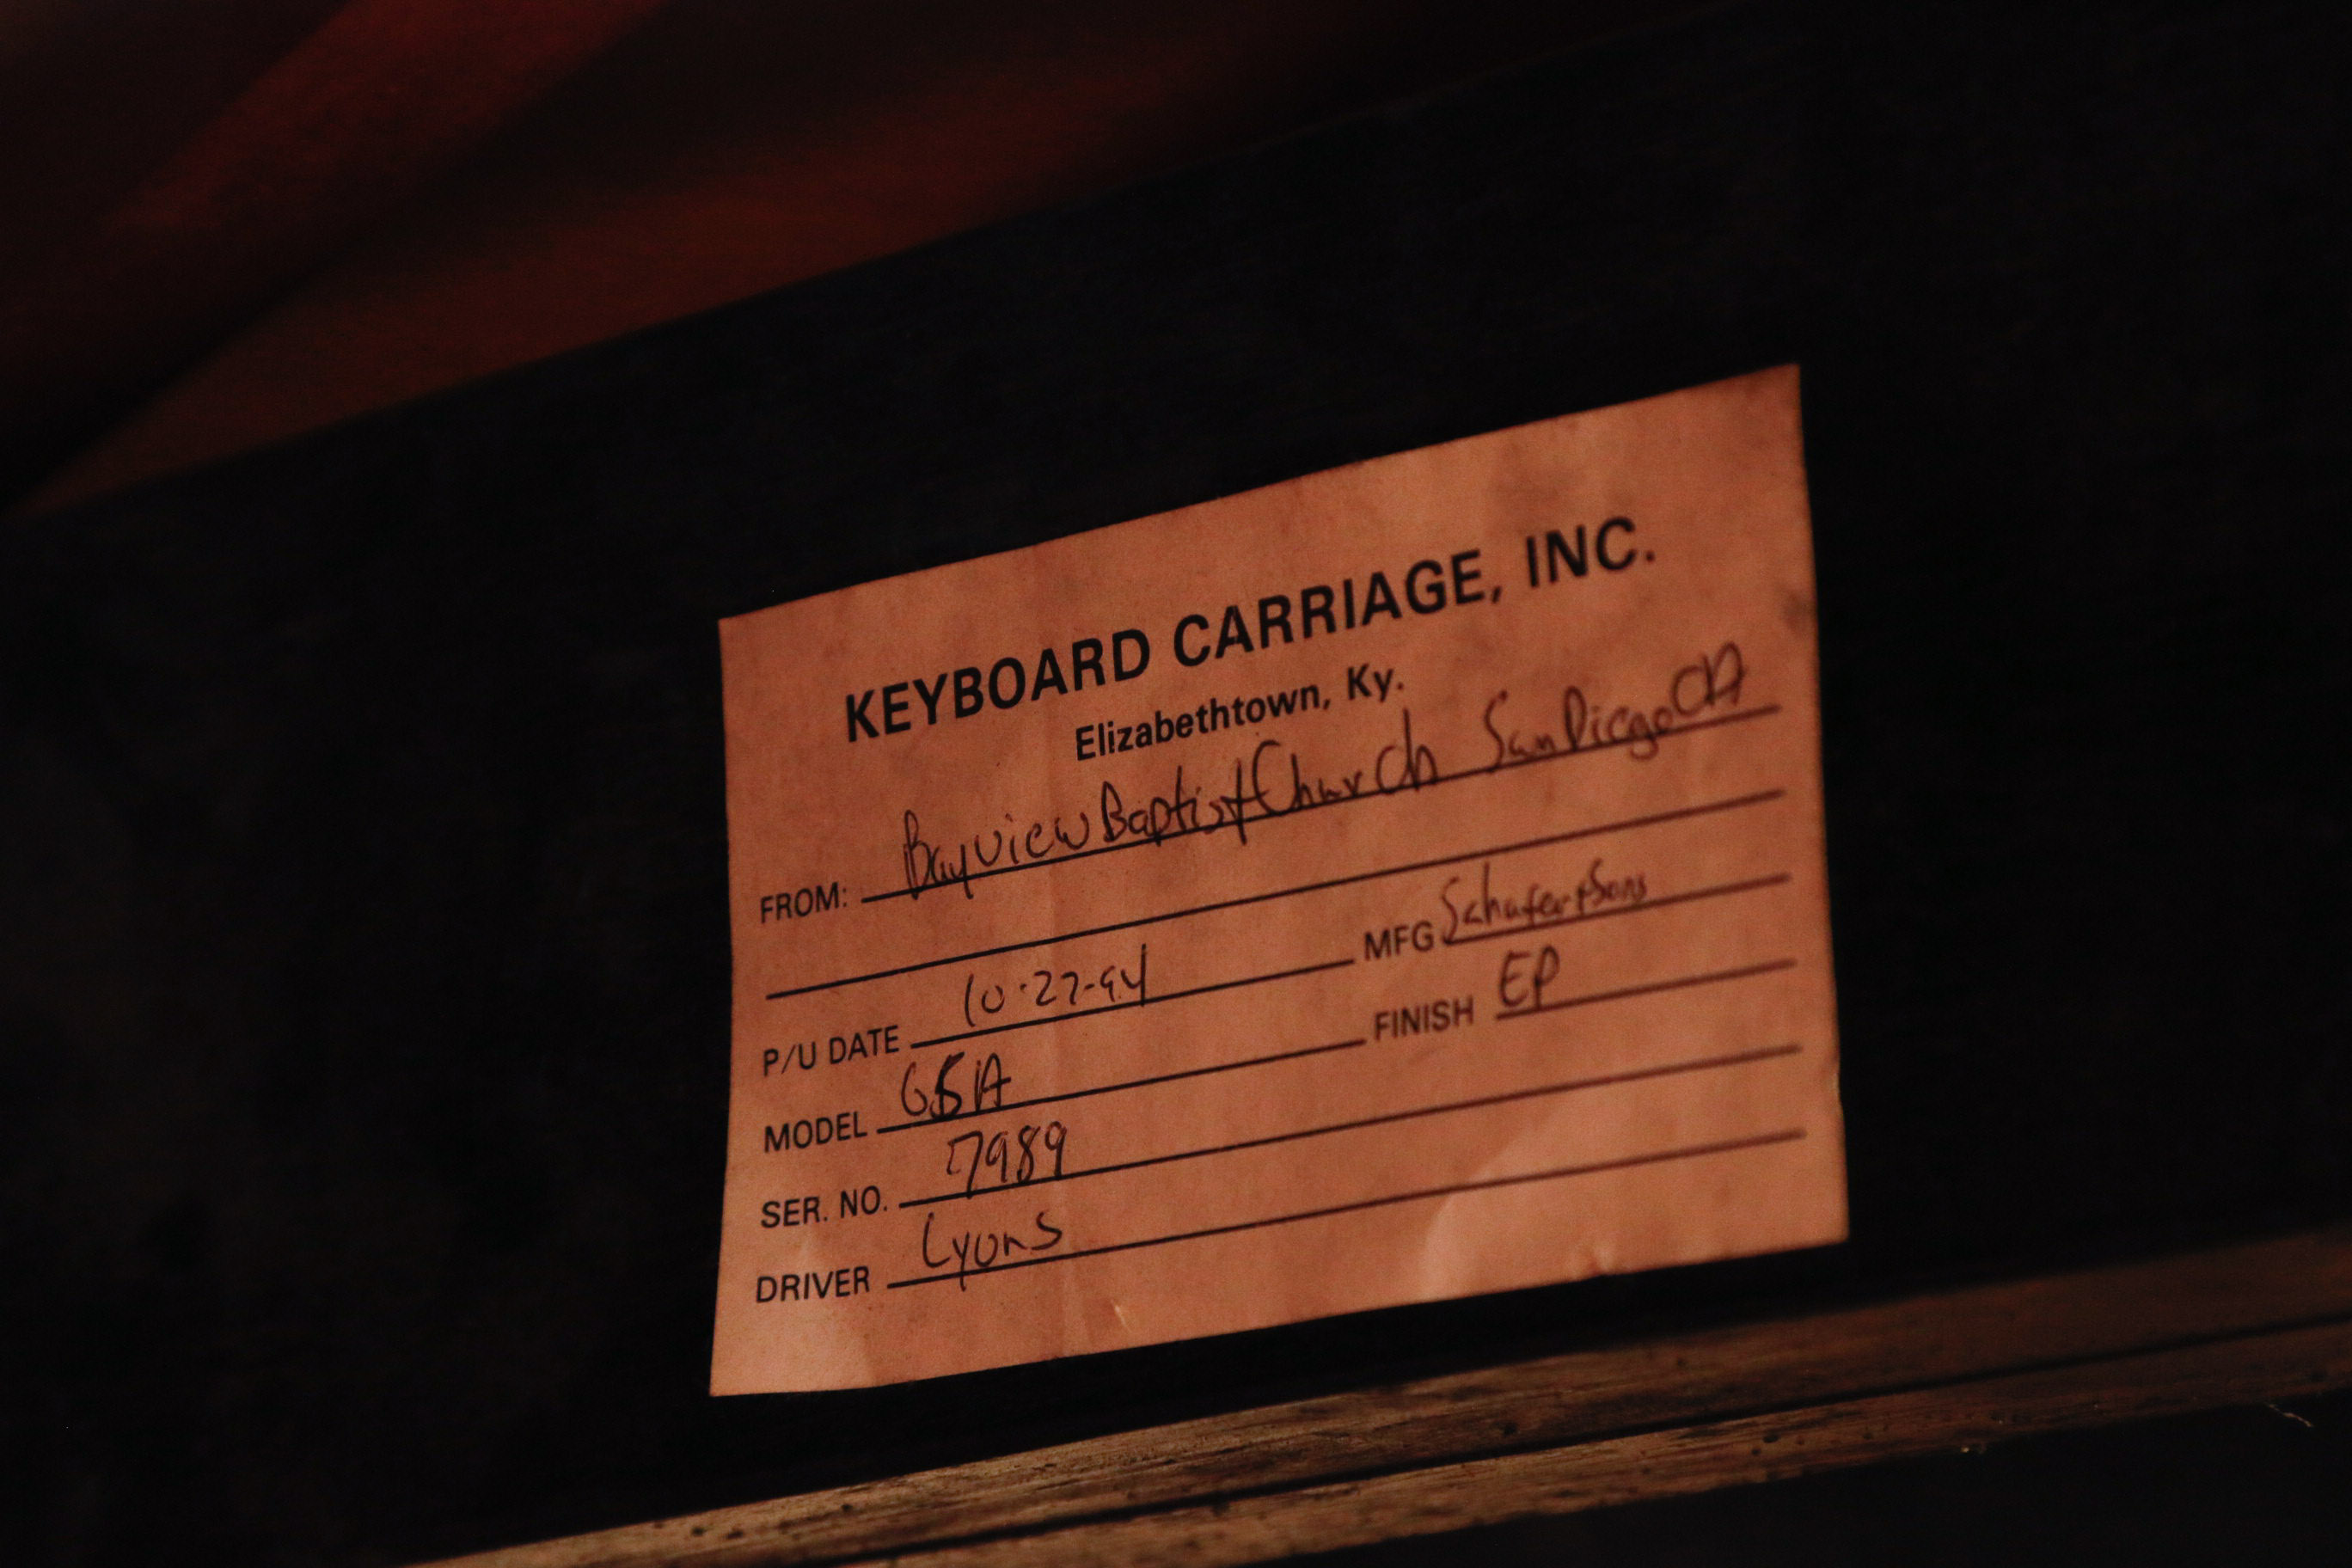 KEYBOARD CARRIAGE, INC.
Elizabethtown, Ky.
FROM: Bayview Baptist Church San Diego CA
P/U DATE 10-27-94 MFG Schafer & Sons
MODEL FINISH EP
SER. NO. 7989
DRIVER Lyons